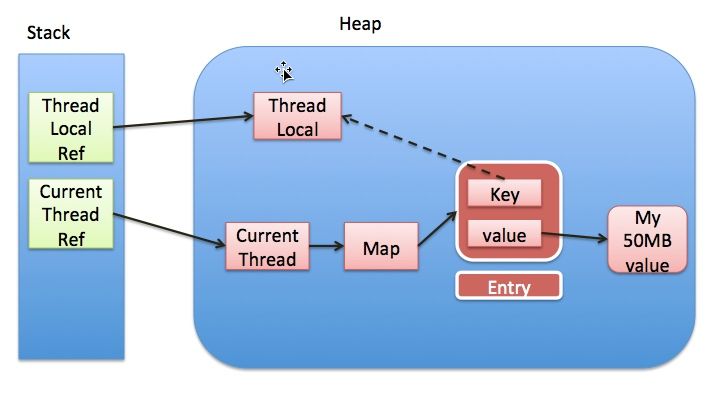 Stack
Heap
Thread
Local
Ref
Thread
Local
Current
Thread
Ref
Current
Thread
Map
Key
value
Entry
My
50MB
value